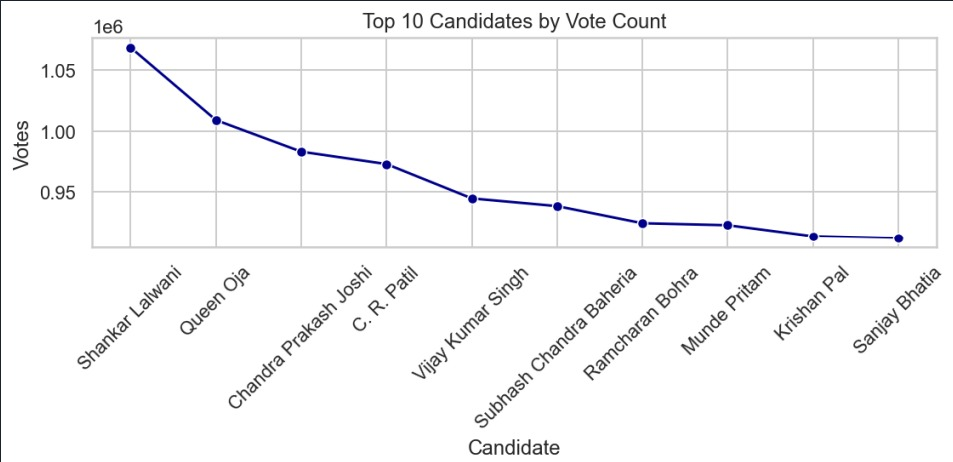 Top 10 Candidates by Vote Count
1e6
1.05
1.00
0.95
Votes
Shankar Lalwani
Queen Oja
Chandra Prakash Joshi
C. R. Patil
Vijay Kumar Singh
Subhash Chandra Baheria
Ramcharan Bohra
Munde Pritam
Krishan Pal
Sanjay Bhatia
Candidate